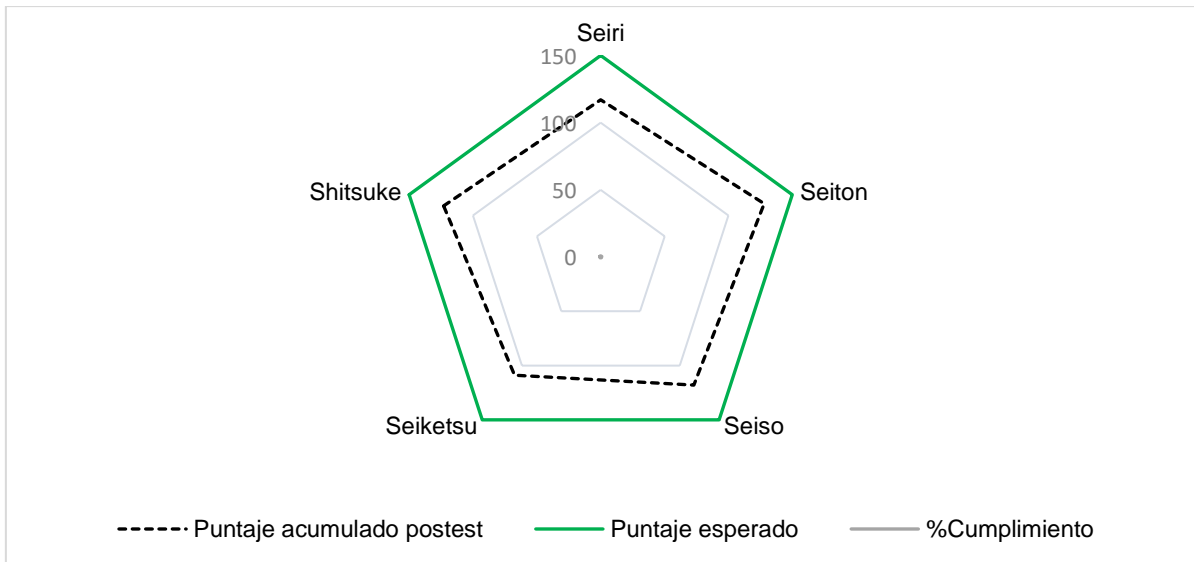 Seiri
150
100
Shitsuke
50
Seiton
0
Seiketsu
Seiso
Puntaje acumulado postest
Puntaje esperado
%Cumplimiento